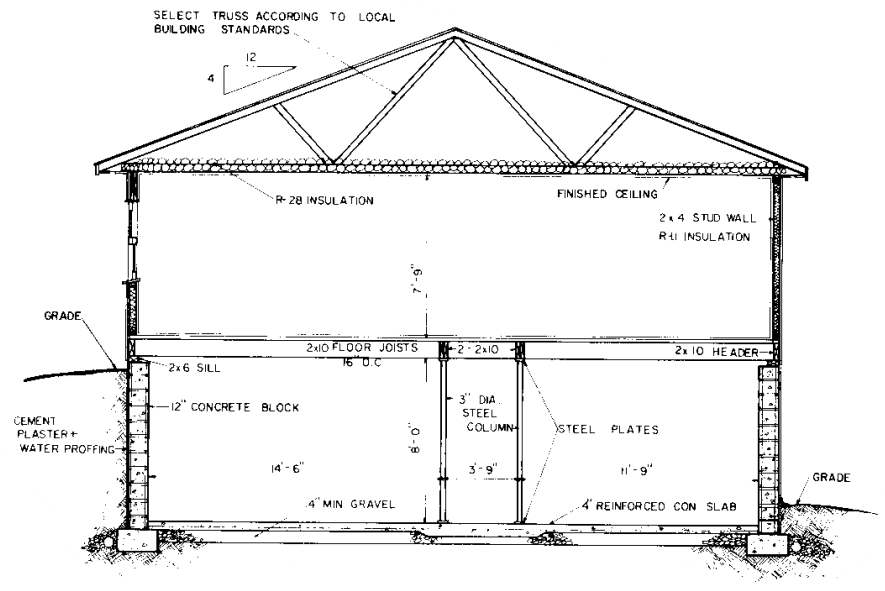 SELECT TRUSS ACCORDING TO LOCAL
BUILDING STANDARDS
12
4
R-28 INSULATION
FINISHED CEILING
2x4 STUD WALL
R-11 INSULATION
7'-9"
GRADE
2x10 FLOOR JOISTS
16" O.C
2-2x10
2x10 HEADER
2x6 SILL
12" CONCRETE BLOCK
3" DIA.
STEEL
COLUMN
STEEL PLATES
CEMENT
PLASTER+
WATER PROFFING
8'-0"
14'-6"
3'-9"
11'-9"
GRADE
4" MIN GRAVEL
4" REINFORCED CON SLAB